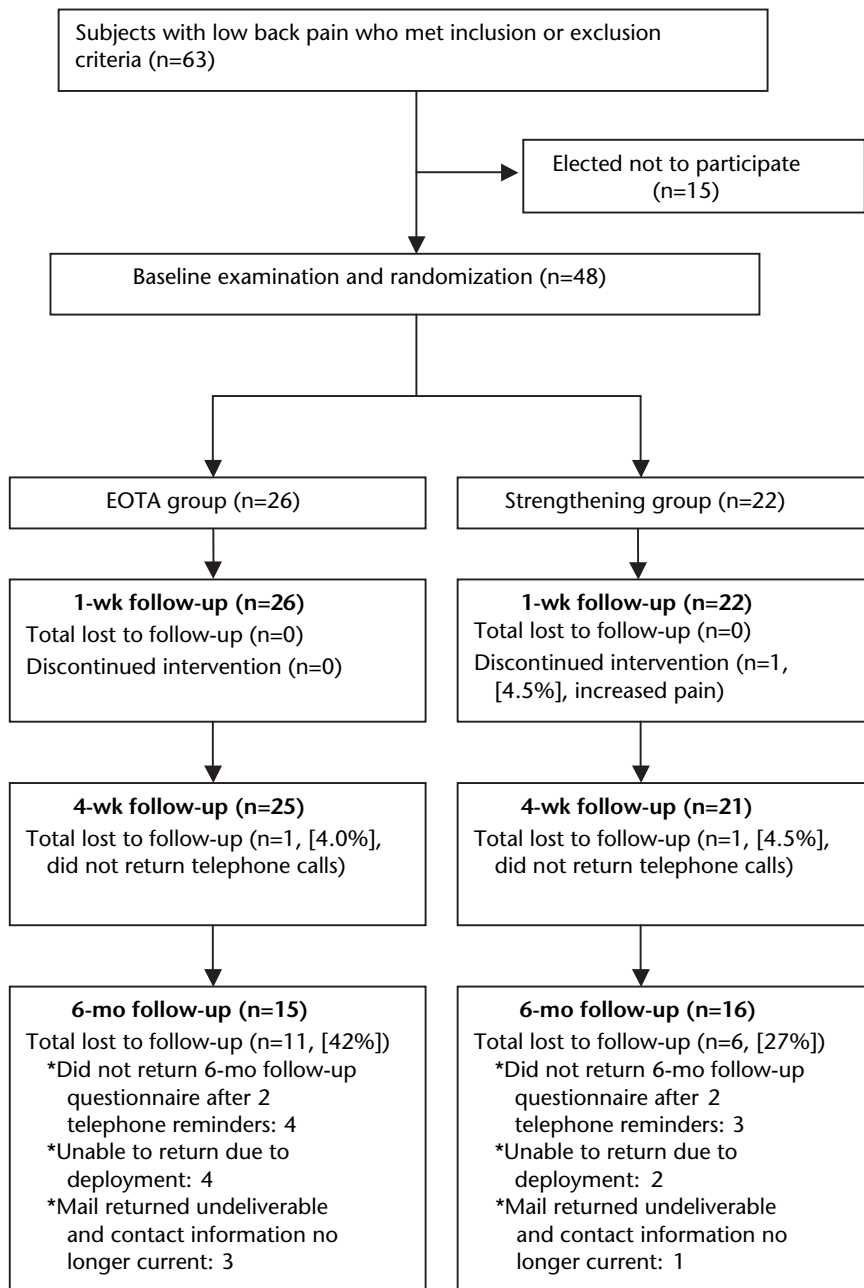 Subjects with low back pain who met inclusion or exclusion
criteria (n=63)
Elected not to participate
(n=15)
Baseline examination and randomization (n=48)
EOTA group (n=26)
Strengthening group (n=22)
1-wk follow-up (n=26)
Total lost to follow-up (n=0)
Discontinued intervention (n=0)
1-wk follow-up (n=22)
Total lost to follow-up (n=0)
Discontinued intervention (n=1,
[4.5%], increased pain)
4-wk follow-up (n=25)
Total lost to follow-up (n=1, [4.0%],
did not return telephone calls)
4-wk follow-up (n=21)
Total lost to follow-up (n=1, [4.5%],
did not return telephone calls)
6-mo follow-up (n=15)
Total lost to follow-up (n=11, [42%])
*Did not return 6-mo follow-up
questionnaire after 2
telephone reminders: 4
*Unable to return due to
deployment: 4
*Mail returned undeliverable
and contact information no
longer current: 3
6-mo follow-up (n=16)
Total lost to follow-up (n=6, [27%])
*Did not return 6-mo follow-up
questionnaire after 2
telephone reminders: 3
*Unable to return due to
deployment: 2
*Mail returned undeliverable
and contact information no
longer current: 1